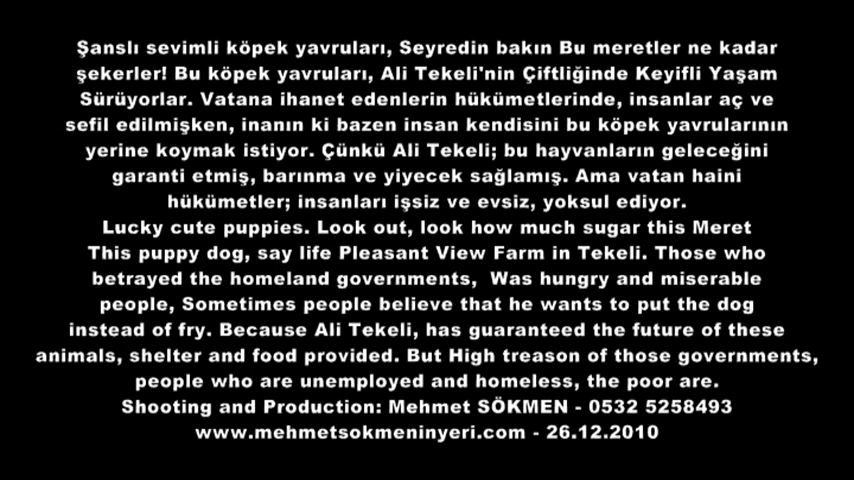 Şanslı sevimli köpek yavruları, Seyredin bakın Bu meretler ne kadar
şekerler! Bu köpek yavruları, Ali Tekeli'nin Çiftliğinde Keyifli Yaşam
Sürüyorlar. Vatana ihanet edenlerin hükümetlerinde, insanlar aç ve
sefil edilmişken, inanın ki bazen insan kendisini bu köpek yavrularının
yerine koymak istiyor. Çünkü Ali Tekeli; bu hayvanların geleceğini
garanti etmiş, barınma ve yiyecek sağlamış. Ama vatan haini
hükümetler; insanları işsiz ve evsiz, yoksul ediyor.
Lucky cute puppies. Look out, look how much sugar this Meret
This puppy dog, say life Pleasant View Farm in Tekeli. Those who
betrayed the homeland governments,  Was hungry and miserable
people, Sometimes people believe that he wants to put the dog
instead of fry. Because Ali Tekeli, has guaranteed the future of these
animals, shelter and food provided. But High treason of those governments,
people who are unemployed and homeless, the poor are.
Shooting and Production: Mehmet SÖKMEN - 0532 5258493
www.mehmetsokmeninyeri.com - 26.12.2010